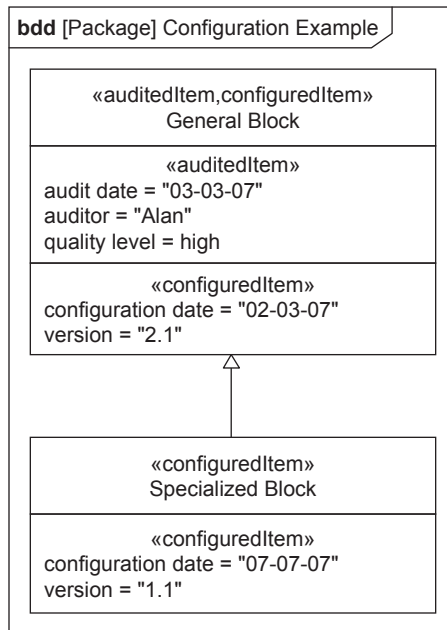 bdd [Package] Configuration Example
«auditedItem,configuredItem»
General Block
«auditedItem»
audit date = "03-03-07"
auditor = "Alan"
quality level = high
«configuredItem»
configuration date = "02-03-07"
version = "2.1"
«configuredItem»
Specialized Block
«configuredItem»
configuration date = "07-07-07"
version = "1.1"